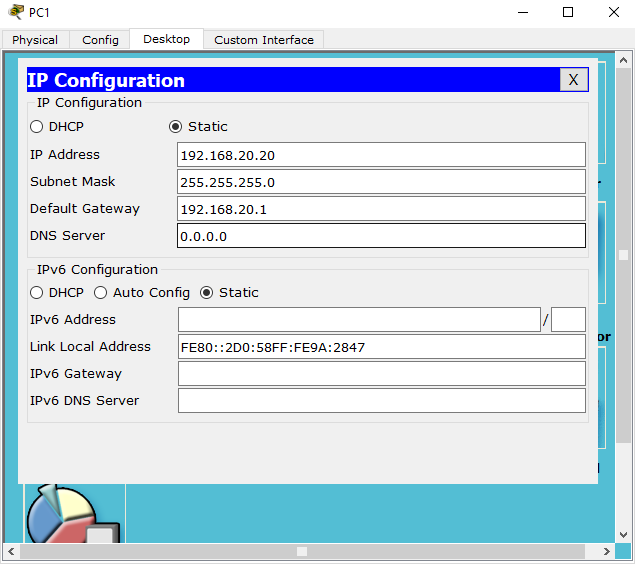 PC1
Physical Config Desktop Custom Interface
IP Configuration X
IP Configuration
DHCP Static
IP Address 192.168.20.20
Subnet Mask 255.255.255.0
Default Gateway 192.168.20.1
DNS Server 0.0.0.0
IPv6 Configuration
DHCP Auto Config Static
IPv6 Address /
Link Local Address FE80::2D0:58FF:FE9A:2847
IPv6 Gateway
IPv6 DNS Server